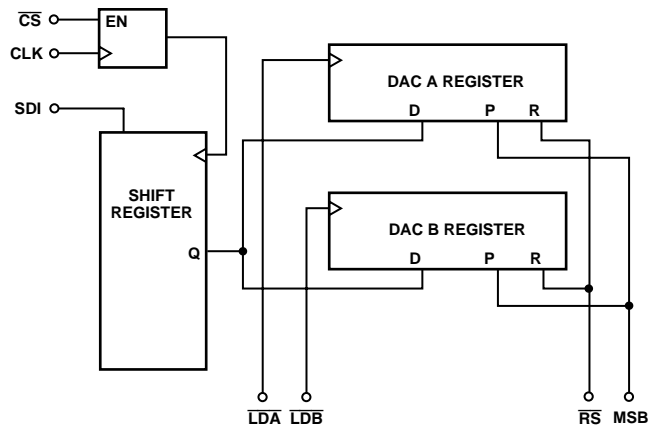 CS EN
CLK
SDI
SHIFT
REGISTER
Q
DAC A REGISTER
D P R
DAC B REGISTER
D P R
LDA LDB RS MSB